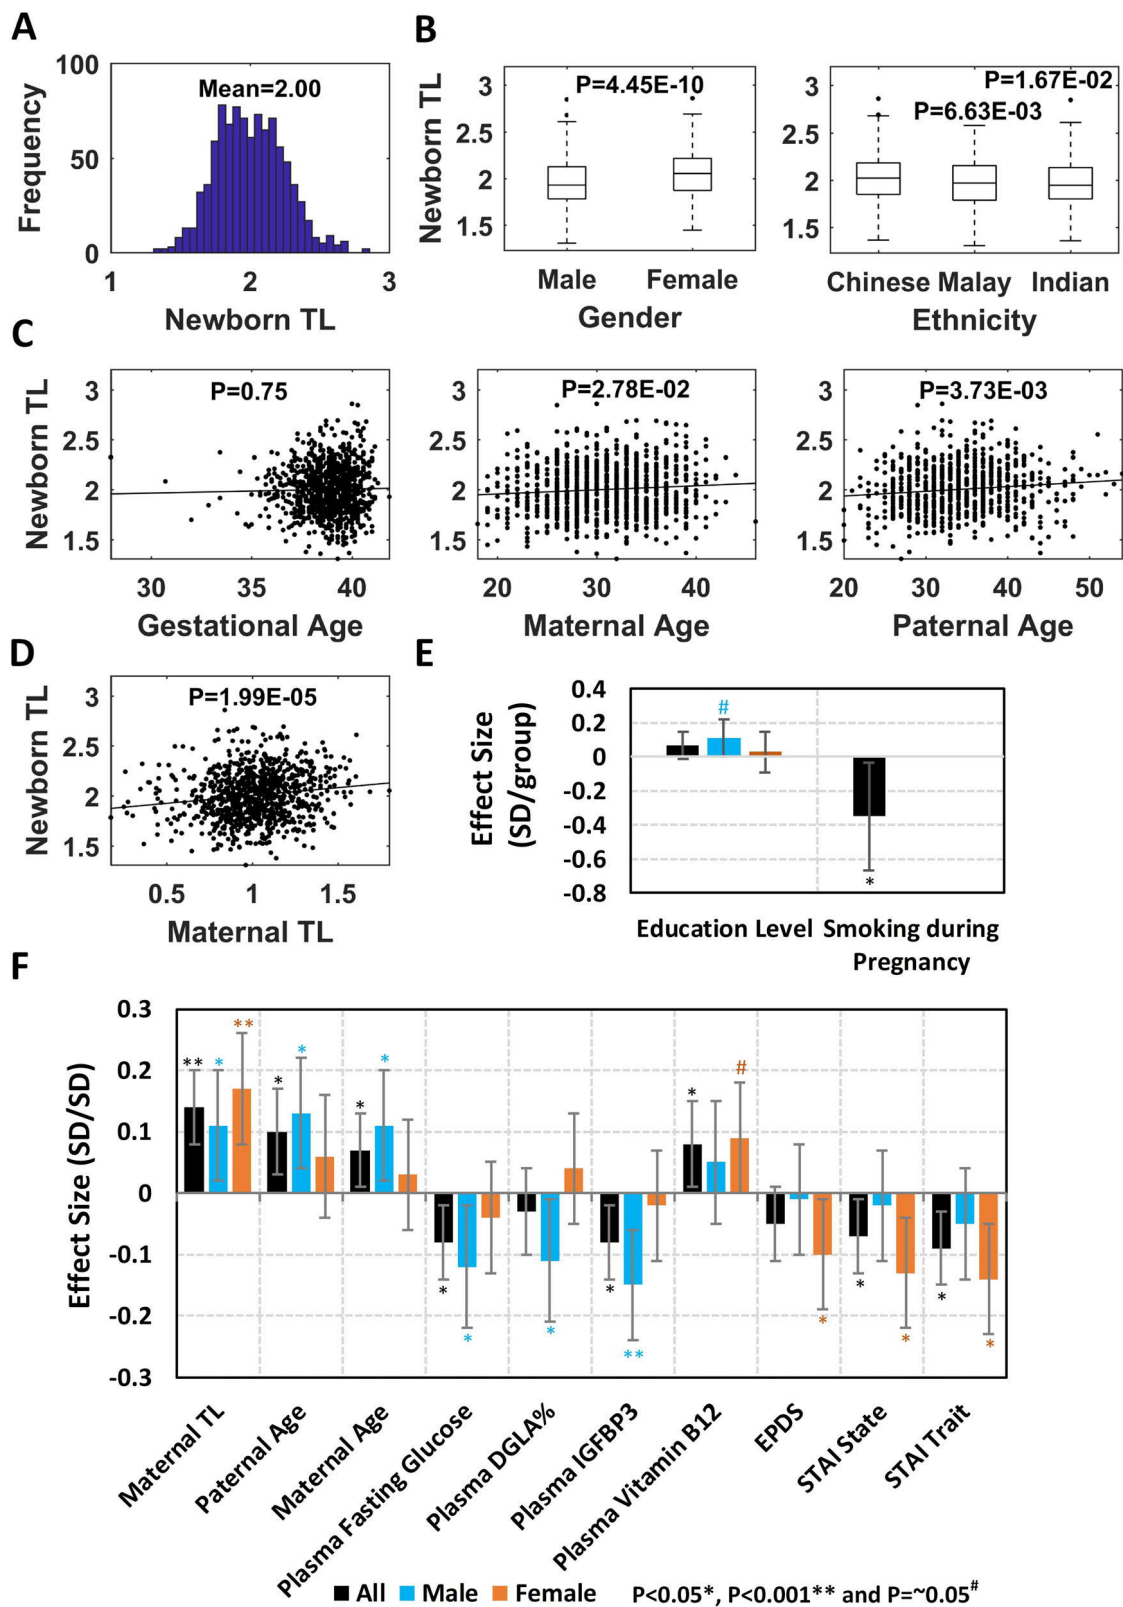 A
B
Frequency
100
50
0
Mean=2.00
1
2
3
Newborn TL
Newborn TL
3
2.5
2
1.5
P=4.45E-10
Male
Female
Gender
3
2.5
2
1.5
P=1.67E-02
P=6.63E-03
Chinese Malay Indian
Ethnicity
C
Newborn TL
3
2.5
2
1.5
P=0.75
30
35
40
Gestational Age
3
2.5
2
1.5
P=2.78E-02
20
30
40
Maternal Age
3
2.5
2
1.5
P=3.73E-03
20
30
40
50
Paternal Age
D
Newborn TL
3
2.5
2
1.5
P=1.99E-05
0.5
1
1.5
Maternal TL
E
Effect Size
(SD/group)
0.4
0.2
0
-0.2
-0.4
-0.6
-0.8
#
*
Education Level
Smoking during
Pregnancy
F
Effect Size (SD/SD)
0.3
0.2
0.1
0
-0.1
-0.2
-0.3
** * **
* *
* *
* *
*
* **
* #
*
* *
* *
Maternal TL
Paternal Age
Maternal Age
Plasma Fasting Glucose
Plasma DGLA%
Plasma IGFBP3
Plasma Vitamin B12
EPDS
STAI State
STAI Trait
All Male Female P<0.05*, P<0.001** and P=~0.05#